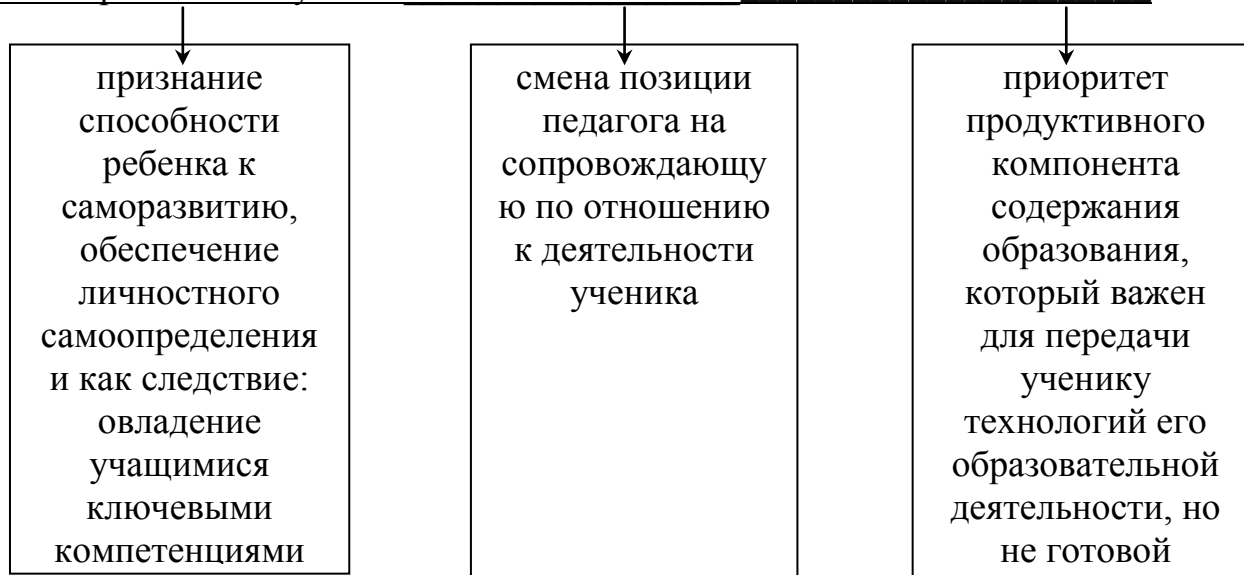 признание
способности
ребенка к
саморазвитию,
обеспечение
личностного
самоопределения
и как следствие:
овладение
учащимися
ключевыми
компетенциями
смена позиции
педагога на
сопровождающу
ю по отношению
к деятельности
ученика
приоритет
продуктивного
компонента
содержания
образования,
который важен
для передачи
ученику
технологий его
образовательной
деятельности, но
не готовой